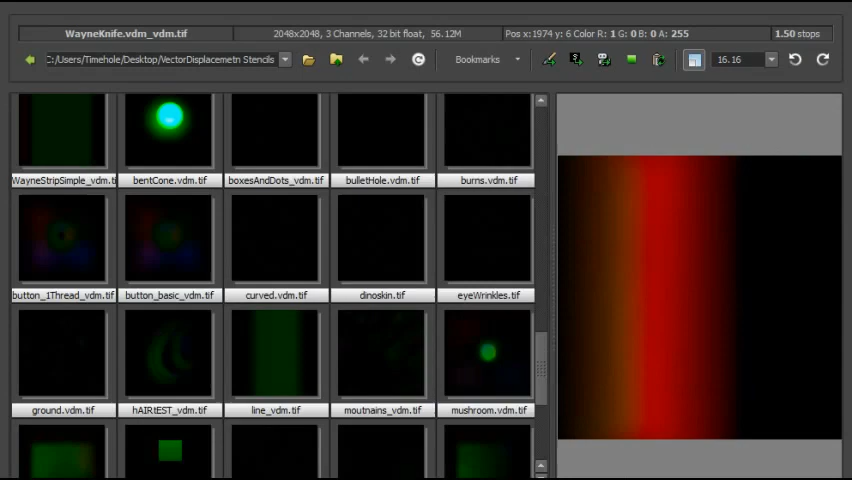 WayneKnife.vdm_vdm.tif 2048x2048, 3 Channels, 32 bit float, 56.12M Pos x:1974 y: 6 Color R: 1 G: 0 B: 0 A: 255 1.50 stops
:/Users/Timehole/Desktop/VectorDisplacemetn Stencils Bookmarks 16.16
WayneStripSimple_vdm.ti bentCone.vdm.tif boxesAndDots_vdm.tif bulletHole.vdm.tif burns.vdm.tif
button_1Thread_vdm.tif button_basic_vdm.tif curved.vdm.tif dinoskin.tif eyeWrinkles.tif
ground.vdm.tif hAIRtEST_vdm.tif line_vdm.tif moutnains_vdm.tif mushroom.vdm.tif